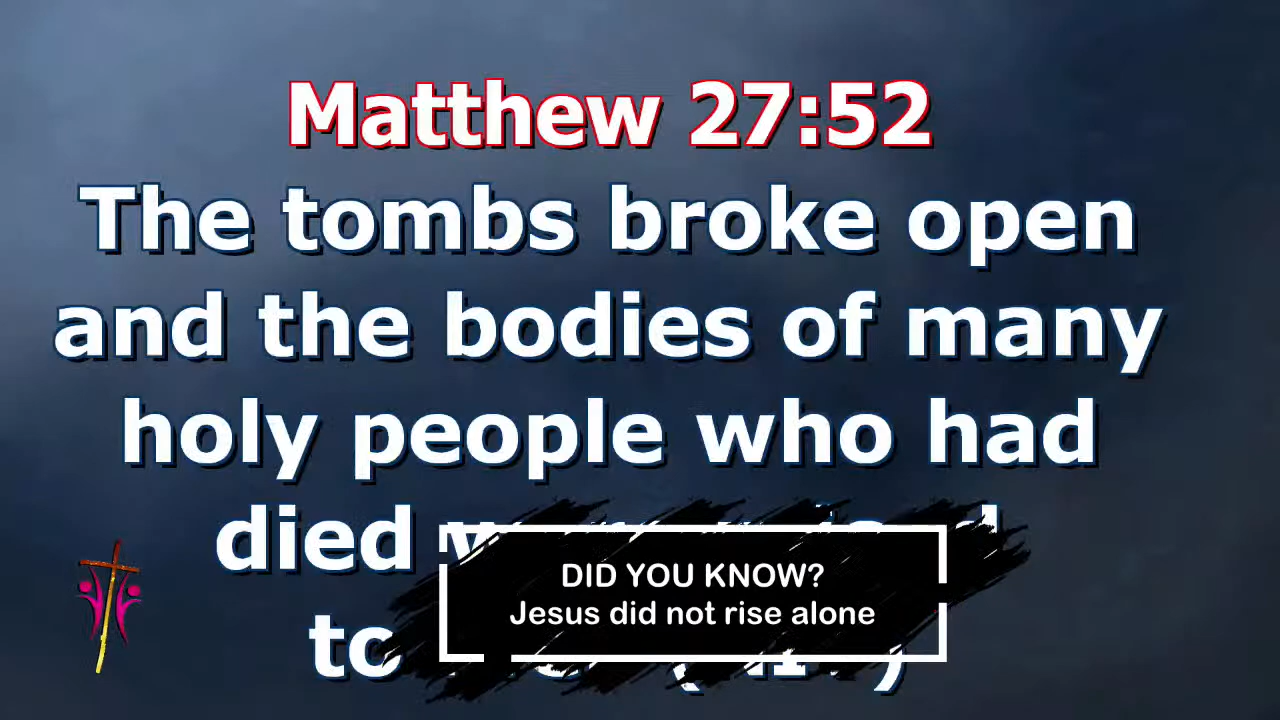 Matthew 27:52
The tombs broke open
and the bodies of many
holy people who had
died
to
DID YOU KNOW?
Jesus did not rise alone